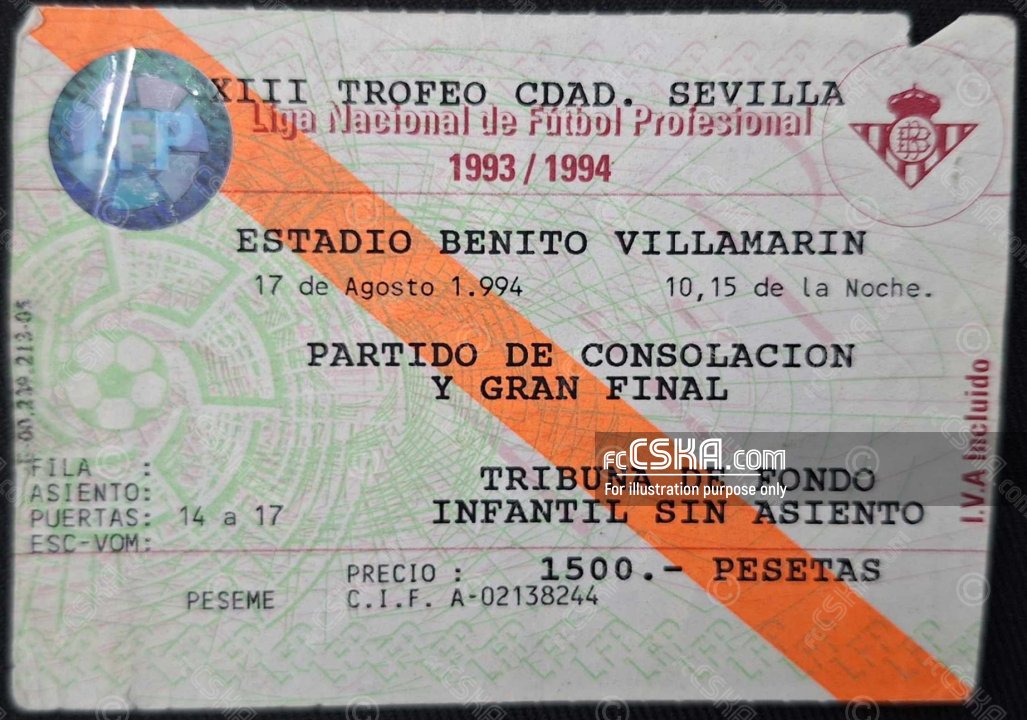 XIII TROFEO CDAD. SEVILLA
Liga Nacional de Fútbol Profesional
LFP
1993 / 1994
ESTADIO BENITO VILLAMARIN
17 de Agosto 1.994 10,15 de la Noche.
PARTIDO DE CONSOLACION
Y GRAN FINAL
I.V.A Incluido
fcCSKA.com
For illustration purpose only
TRIBUNA DE FONDO
INFANTIL SIN ASIENTO
FILA :
ASIENTO:
PUERTAS: 14 a 17
ESC-VOM:
PRECIO : 1500.- PESETAS
PESEME C.I.F. A-02138244